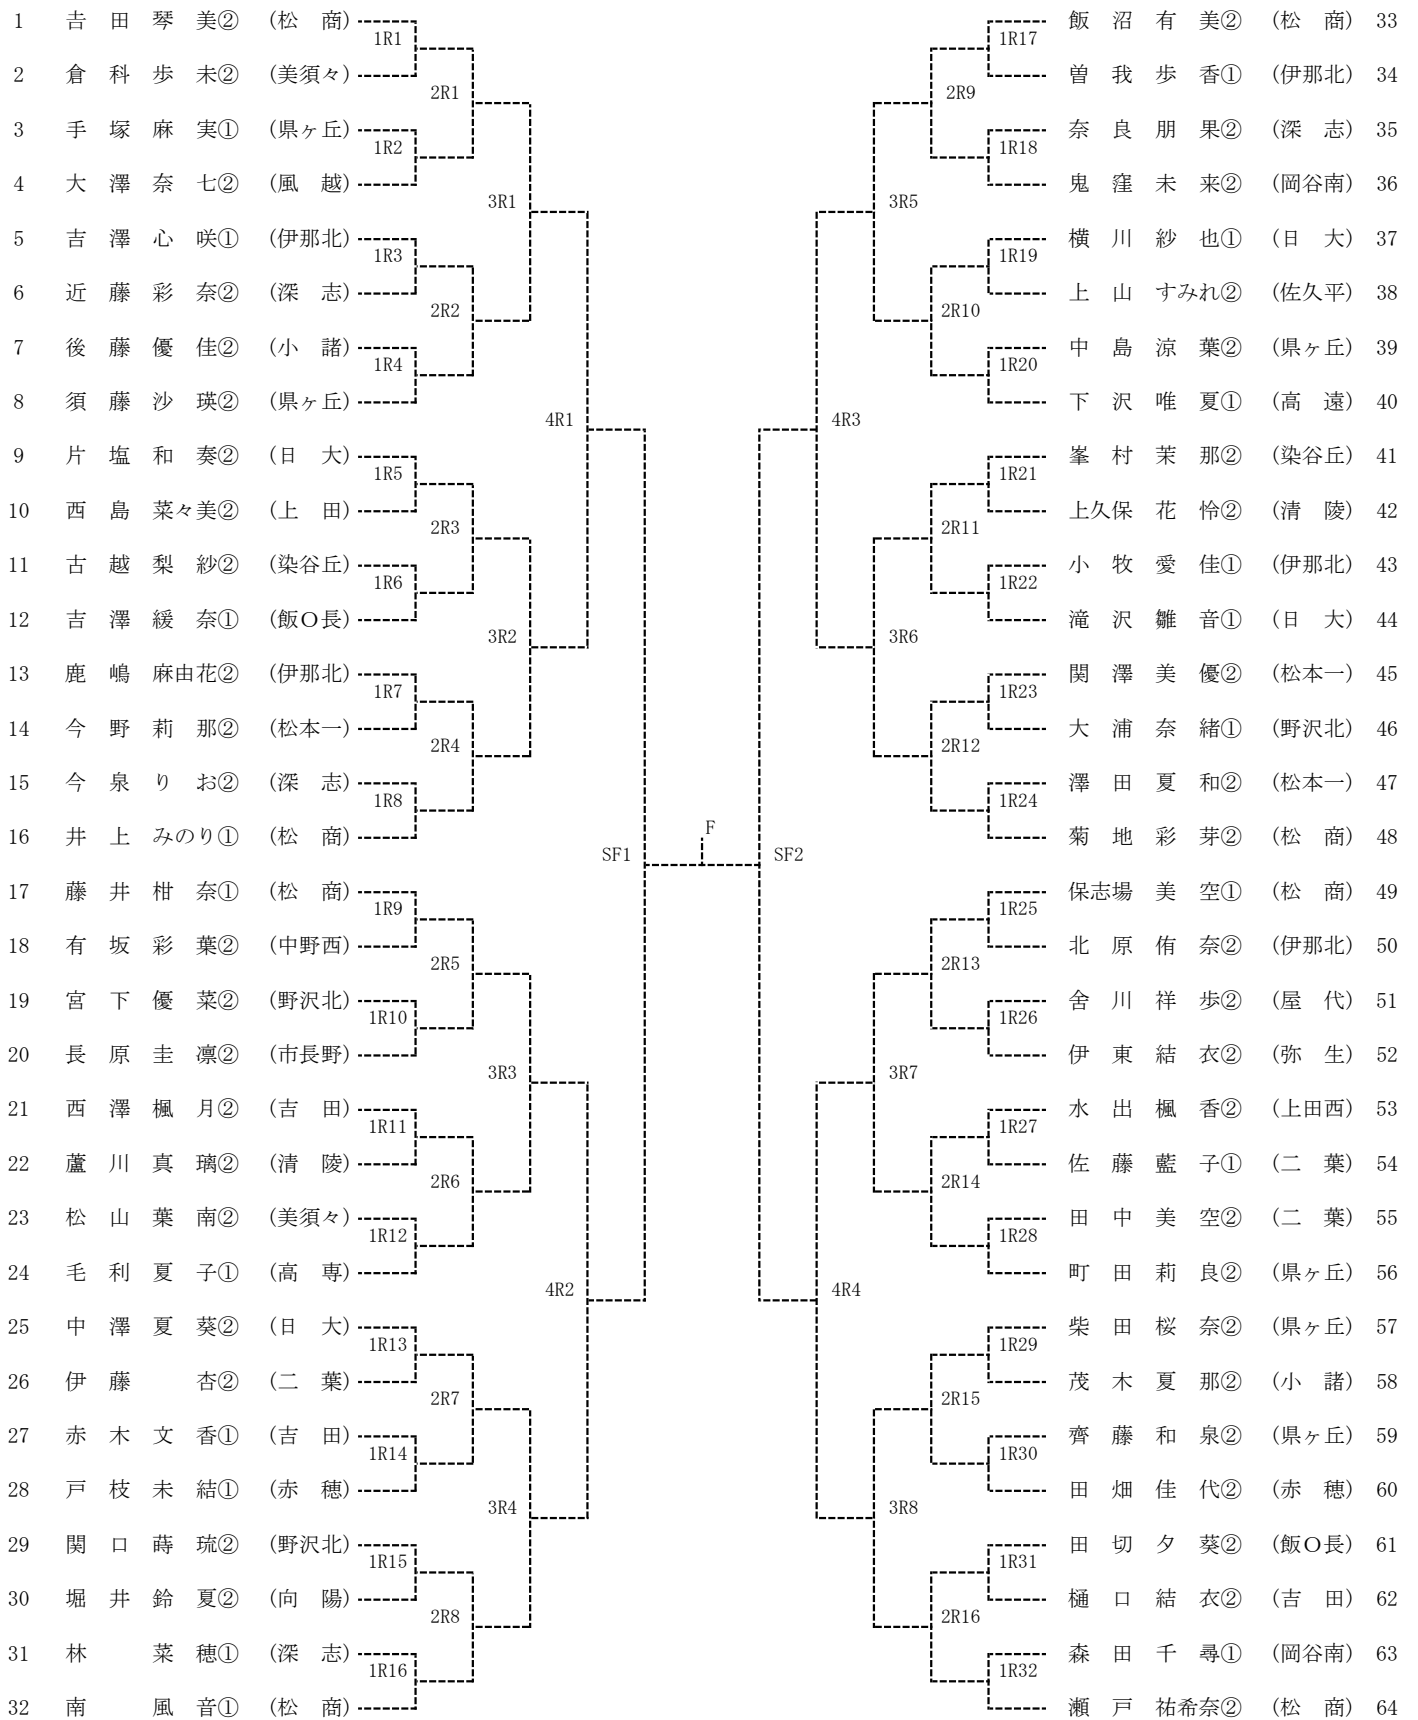 1 吉田琴美② (松商) 1R1 1R17 飯沼有美② (松商) 33
2 倉科歩未② (美須々) 曽我歩香① (伊那北) 34
2R1 2R9
3 手塚麻実① (県ヶ丘) 1R2 1R18 奈良朋果② (深志) 35
4 大澤奈七② (風越) 鬼窪未来② (岡谷南) 36
3R1 3R5
5 吉澤心咲① (伊那北) 1R3 1R19 横川紗也① (日大) 37
6 近藤彩奈② (深志) 上山すみれ② (佐久平) 38
2R2 2R10
7 後藤優佳② (小諸) 1R4 1R20 中島涼葉② (県ヶ丘) 39
8 須藤沙瑛② (県ヶ丘) 下沢唯夏① (高遠) 40
4R1 4R3
9 片塩和奏② (日大) 1R5 1R21 峯村茉那② (染谷丘) 41
10 西島菜々美② (上田) 上久保花怜② (清陵) 42
2R3 2R11
11 古越梨紗② (染谷丘) 1R6 1R22 小牧愛佳① (伊那北) 43
12 吉澤緩奈① (飯O長) 滝沢雛音① (日大) 44
3R2 3R6
13 鹿嶋麻由花② (伊那北) 1R7 1R23 関澤美優② (松本一) 45
14 今野莉那② (松本一) 大浦奈緒① (野沢北) 46
2R4 2R12
15 今泉りお② (深志) 1R8 1R24 澤田夏和② (松本一) 47
16 井上みのり① (松商) 菊地彩芽② (松商) 48
F
SF1 SF2
17 藤井柑奈① (松商) 1R9 1R25 保志場美空① (松商) 49
18 有坂彩葉② (中野西) 北原侑奈② (伊那北) 50
2R5 2R13
19 宮下優菜② (野沢北) 1R10 1R26 舎川祥歩② (屋代) 51
20 長原圭凛② (市長野) 伊東結衣② (弥生) 52
3R3 3R7
21 西澤楓月② (吉田) 1R11 1R27 水出楓香② (上田西) 53
22 蘆川真璃② (清陵) 佐藤藍子① (二葉) 54
2R6 2R14
23 松山葉南② (美須々) 1R12 1R28 田中美空② (二葉) 55
24 毛利夏子① (高専) 町田莉良② (県ヶ丘) 56
4R2 4R4
25 中澤夏葵② (日大) 1R13 1R29 柴田桜奈② (県ヶ丘) 57
26 伊藤杏② (二葉) 茂木夏那② (小諸) 58
2R7 2R15
27 赤木文香① (吉田) 1R14 1R30 齊藤和泉② (県ヶ丘) 59
28 戸枝未結① (赤穂) 田畑佳代② (赤穂) 60
3R4 3R8
29 関口蒔琉② (野沢北) 1R15 1R31 田切夕葵② (飯O長) 61
30 堀井鈴夏② (向陽) 樋口結衣② (吉田) 62
2R8 2R16
31 林菜穂① (深志) 1R16 1R32 森田千尋① (岡谷南) 63
32 南風音① (松商) 瀬戸祐希奈② (松商) 64